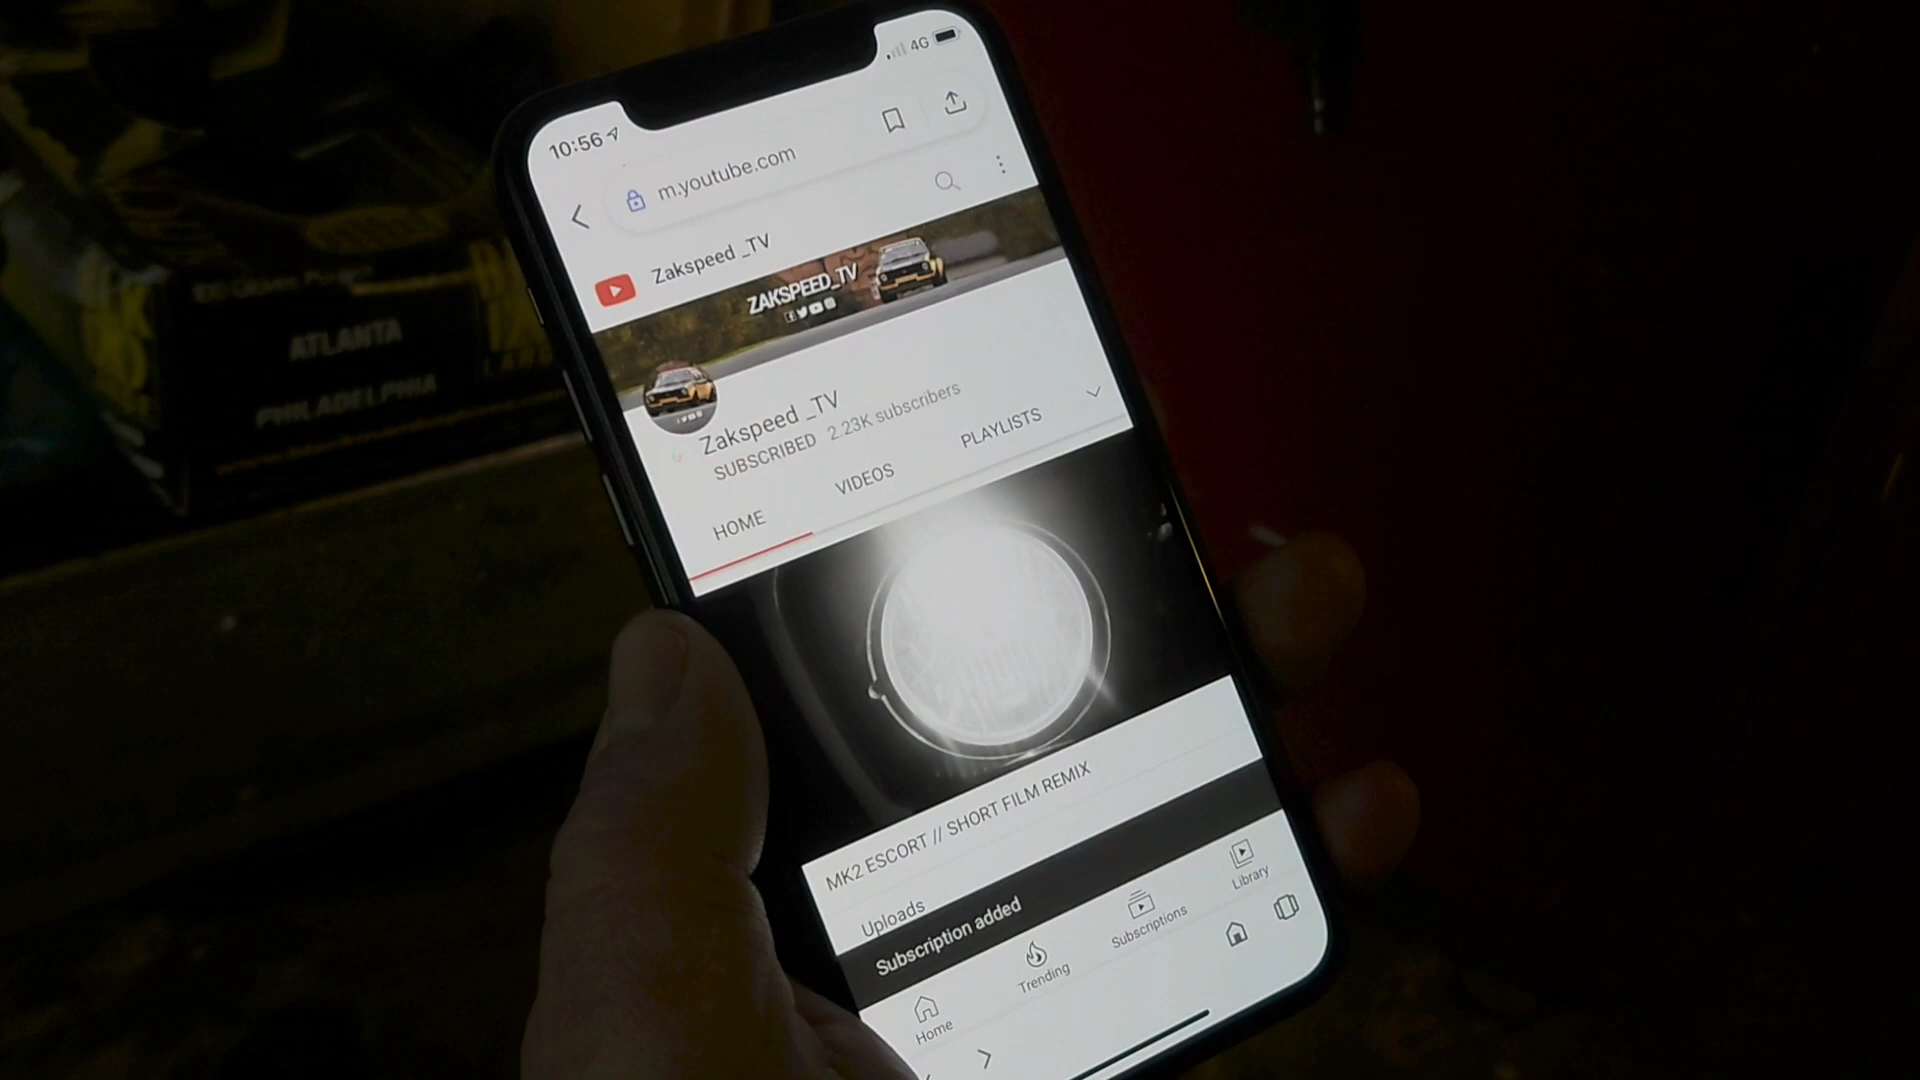 10:56
4G
m.youtube.com
Zakspeed _TV
ZAKSPEED_TV
Zakspeed _TV
SUBSCRIBED 2.23K subscribers
HOME
VIDEOS
PLAYLISTS
MK2 ESCORT // SHORT FILM REMIX
Uploads
Subscription added
Home
Trending
Subscriptions
Library
ATLANTA
PHILADELPHIA